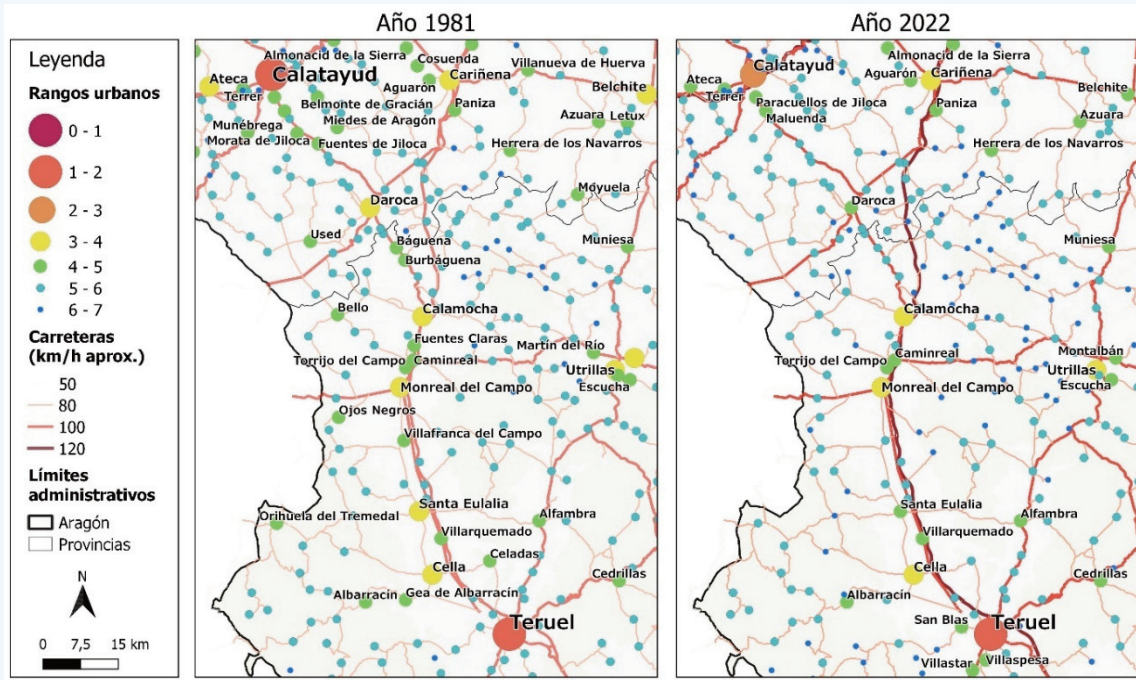 Año 1981
Año 2022
Leyenda
Rangos urbanos
0 - 1
1 - 2
2 - 3
3 - 4
4 - 5
5 - 6
6 - 7
Carreteras
(km/h aprox.)
50
80
100
120
Límites
administrativos
Aragón
Provincias
N
0 7,5 15 km
Almonacid de la Sierra
Cosuenda
Calatayud
Villanueva de Huerva
Ateca
Cariñena
Aguarón
Terrer
Belchite
Belmonte de Gracián
Paniza
Miedes de Aragón
Azuara
Letux
Munébrega
Morata de Jiloca
Fuentes de Jiloca
Herrera de los Navarros
Moyuela
Daroca
Used
Báguena
Muniesa
Burbáguena
Bello
Calamocha
Fuentes Claras
Martín del Río
Torrijo del Campo
Caminreal
Utrillas
Escucha
Monreal del Campo
Ojos Negros
Villafranca del Campo
Santa Eulalia
Orihuela del Tremedal
Alfambra
Villarquemado
Celadas
Cella
Cedrillas
Albarracín
Gea de Albarracín
Teruel
Almonacid de la Sierra
Calatayud
Aguarón
Cariñena
Ateca
Terrer
Belchite
Paracuellos de Jiloca
Paniza
Maluenda
Azuara
Herrera de los Navarros
Daroca
Muniesa
Calamocha
Caminreal
Torrijo del Campo
Montalbán
Utrillas
Escucha
Monreal del Campo
Santa Eulalia
Alfambra
Villarquemado
Cella
Cedrillas
Albarracín
San Blas
Teruel
Villaspesa
Villastar